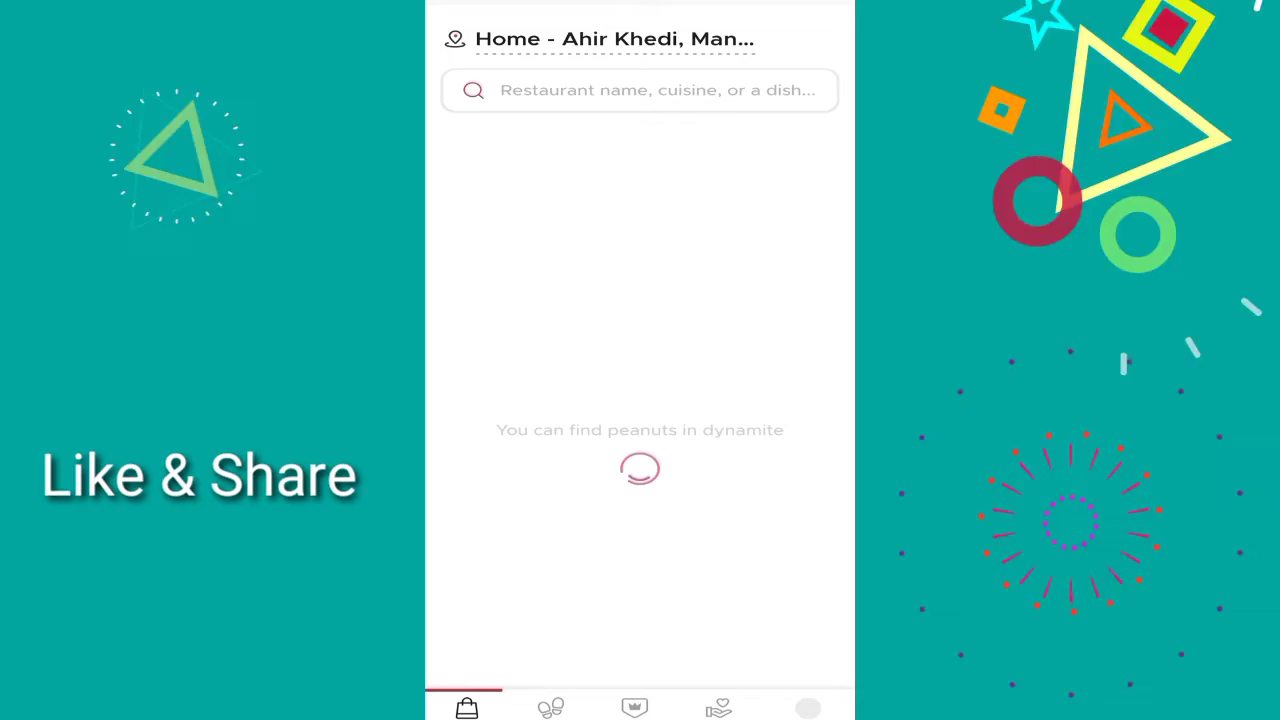 Home - Ahir Khedi, Man...
Restaurant name, cuisine, or a dish...
You can find peanuts in dynamite
Like & Share